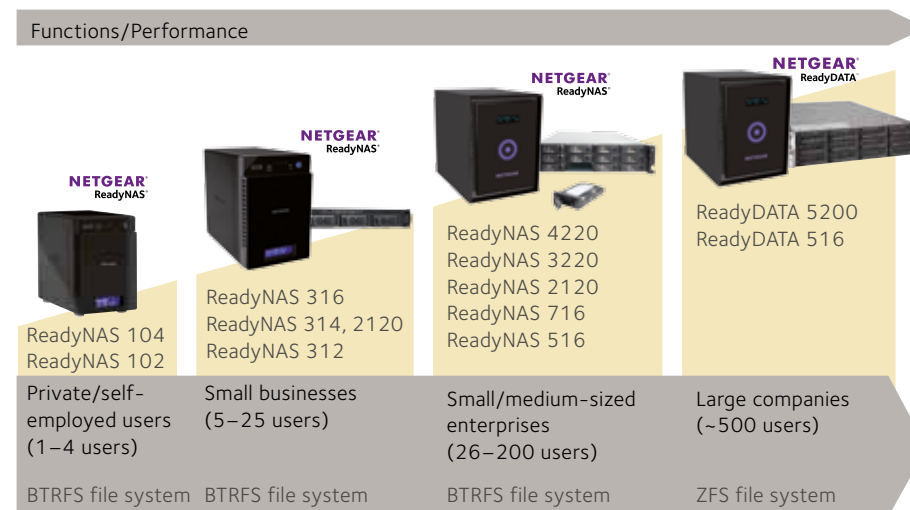 Functions/Performance
NETGEAR®
ReadyNAS®
ReadyNAS 104
ReadyNAS 102
Private/self-
employed users
(1–4 users)
BTRFS file system
NETGEAR®
ReadyNAS®
ReadyNAS 316
ReadyNAS 314, 2120
ReadyNAS 312
Small businesses
(5–25 users)
BTRFS file system
NETGEAR®
ReadyNAS®
NETGEAR
ReadyNAS 4220
ReadyNAS 3220
ReadyNAS 2120
ReadyNAS 716
ReadyNAS 516
Small/medium-sized
enterprises
(26–200 users)
BTRFS file system
NETGEAR®
ReadyDATA®
NETGEAR
ReadyDATA 5200
ReadyDATA 516
Large companies
(~500 users)
ZFS file system